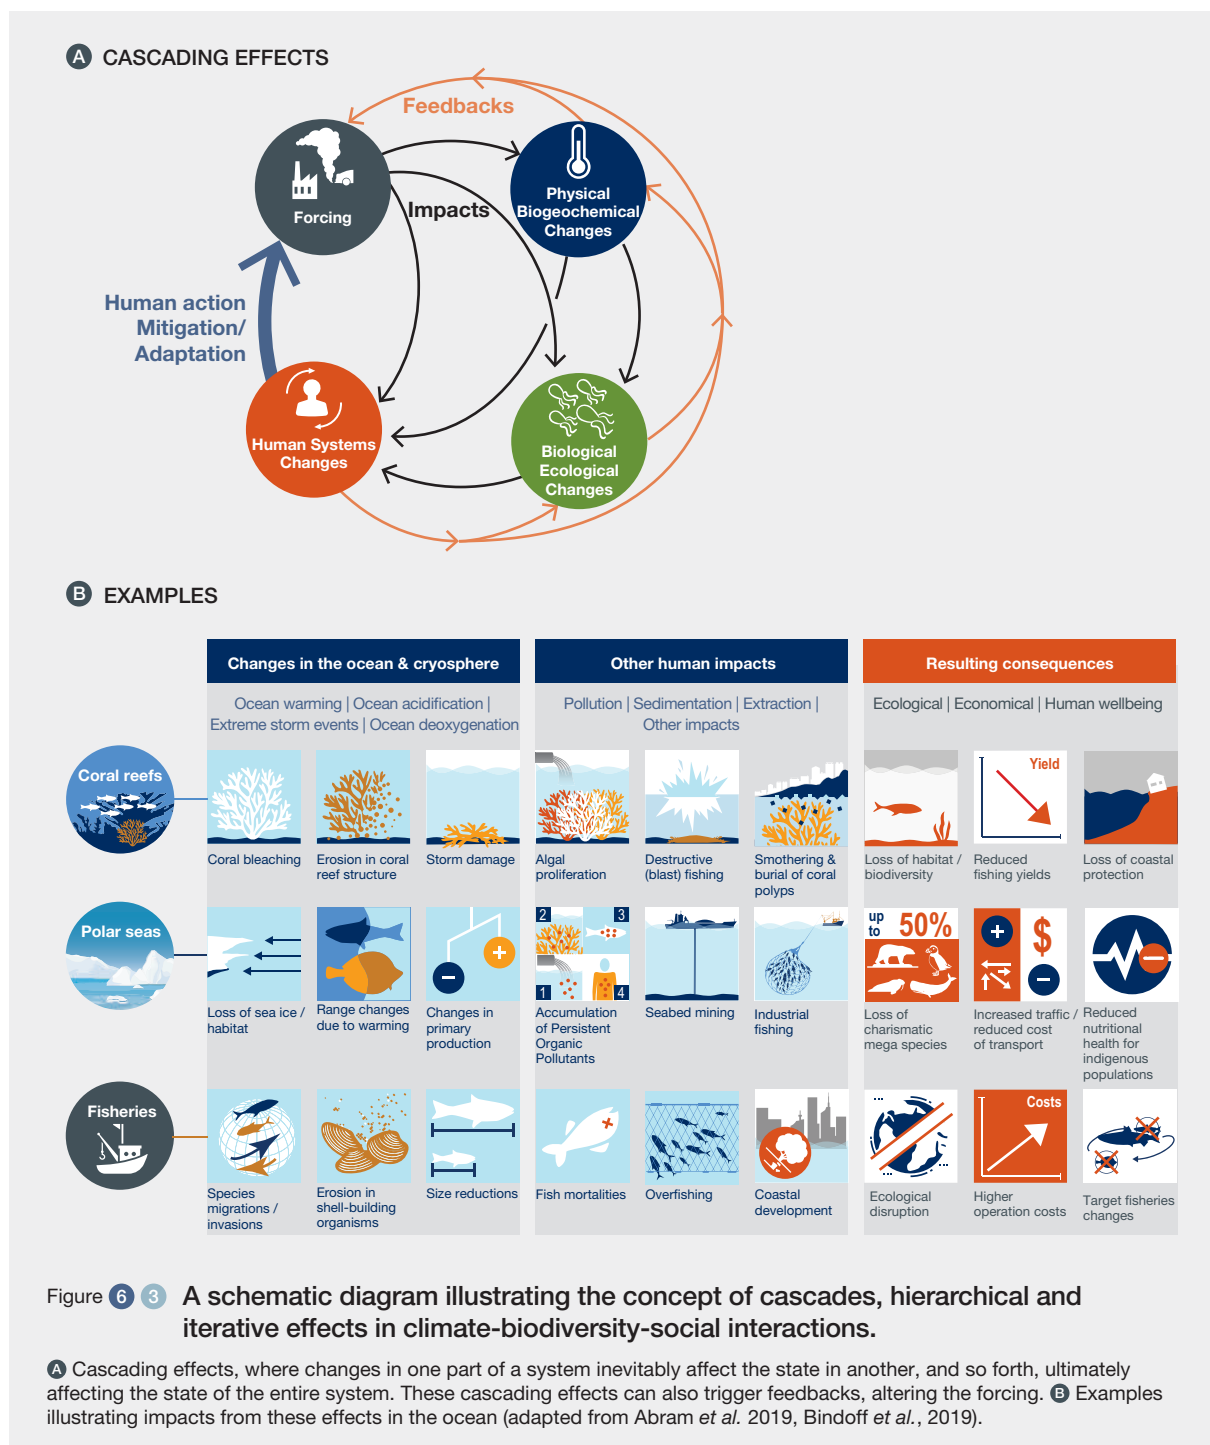 A CASCADING EFFECTS
Feedbacks
Forcing
Physical
Biogeochemical
Changes
Impacts
Human action
Mitigation/
Adaptation
Human Systems
Changes
Biological
Ecological
Changes
B EXAMPLES
Changes in the ocean & cryosphere
Other human impacts
Resulting consequences
Ocean warming | Ocean acidification |
Extreme storm events | Ocean deoxygenation
Pollution | Sedimentation | Extraction |
Other impacts
Ecological | Economical | Human wellbeing
Coral reefs
Yield
Coral bleaching
Erosion in coral
reef structure
Storm damage
Algal
proliferation
Destructive
(blast) fishing
Smothering &
burial of coral
polyps
Loss of habitat /
biodiversity
Reduced
fishing yields
Loss of coastal
protection
Polar seas
2
3
1
4
up
to 50%
$
Loss of sea ice /
habitat
Range changes
due to warming
Changes in
primary
production
Accumulation
of Persistent
Organic
Pollutants
Seabed mining
Industrial
fishing
Loss of
charismatic
mega species
Increased traffic /
reduced cost
of transport
Reduced
nutritional
health for
indigenous
populations
Fisheries
Costs
Species
migrations /
invasions
Erosion in
shell-building
organisms
Size reductions
Fish mortalities
Overfishing
Coastal
development
Ecological
disruption
Higher
operation costs
Target fisheries
changes
Figure 6 3 A schematic diagram illustrating the concept of cascades, hierarchical and
iterative effects in climate-biodiversity-social interactions.
A Cascading effects, where changes in one part of a system inevitably affect the state in another, and so forth, ultimately
affecting the state of the entire system. These cascading effects can also trigger feedbacks, altering the forcing. B Examples
illustrating impacts from these effects in the ocean (adapted from Abram et al. 2019, Bindoff et al., 2019).